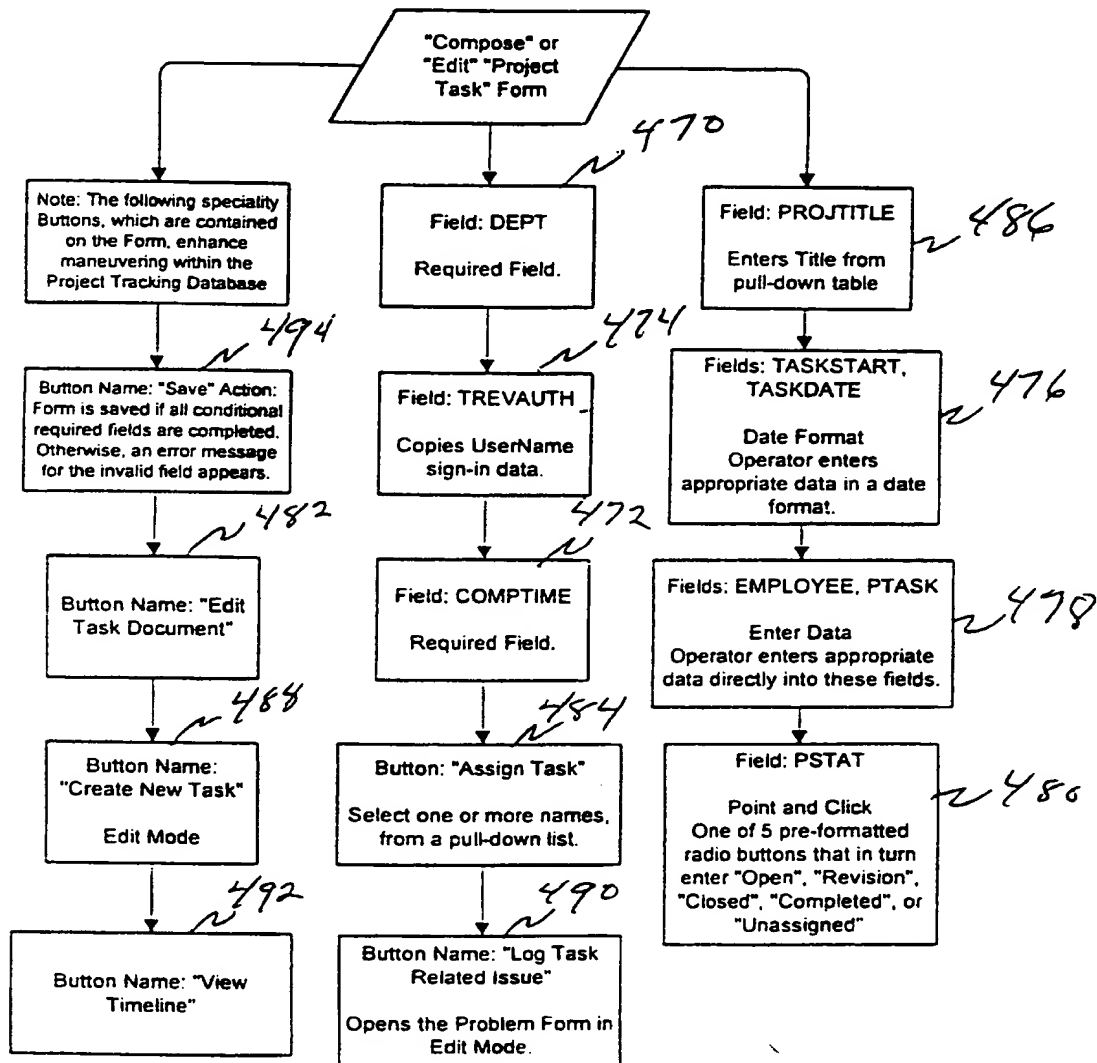 "Compose" or
"Edit" "Project
Task" Form
Note: The following speciality
Buttons, which are contained
on the Form, enhance
maneuvering within the
Project Tracking Database
494
Button Name: "Save" Action:
Form is saved if all conditional
required fields are completed.
Otherwise, an error message
for the invalid field appears.
482
Button Name: "Edit
Task Document"
488
Button Name:
"Create New Task"
Edit Mode
492
Button Name: "View
Timeline"
470
Field: DEPT
Required Field.
474
Field: TREVAUTH
Copies UserName
sign-in data.
472
Field: COMPTIME
Required Field.
484
Button: "Assign Task"
Select one or more names,
from a pull-down list.
490
Button Name: "Log Task
Related Issue"
Opens the Problem Form in
Edit Mode.
Field: PROJTITLE
Enters Title from
pull-down table
486
Fields: TASKSTART,
TASKDATE
Date Format
Operator enters
appropriate data in a date
format.
476
Fields: EMPLOYEE, PTASK
Enter Data
Operator enters appropriate
data directly into these fields.
478
Field: PSTAT
Point and Click
One of 5 pre-formatted
radio buttons that in turn
enter "Open", "Revision",
"Closed", "Completed", or
"Unassigned"
480